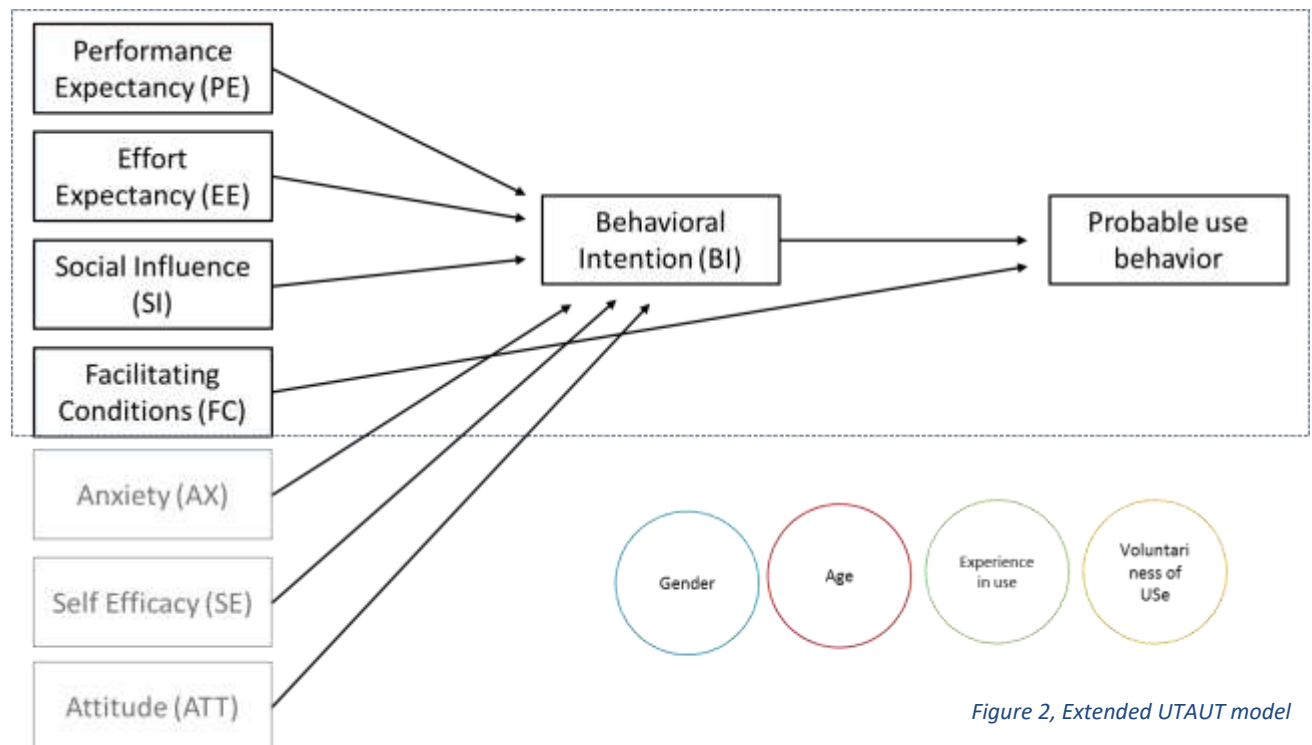 Performance
Expectancy (PE)
Effort
Expectancy (EE)
Social Influence
(SI)
Facilitating
Conditions (FC)
Anxiety (AX)
Self Efficacy (SE)
Attitude (ATT)
Behavioral
Intention (BI)
Probable use
behavior
Gender
Age
Experience
in use
Voluntari
ness of
USe
Figure 2, Extended UTAUT model